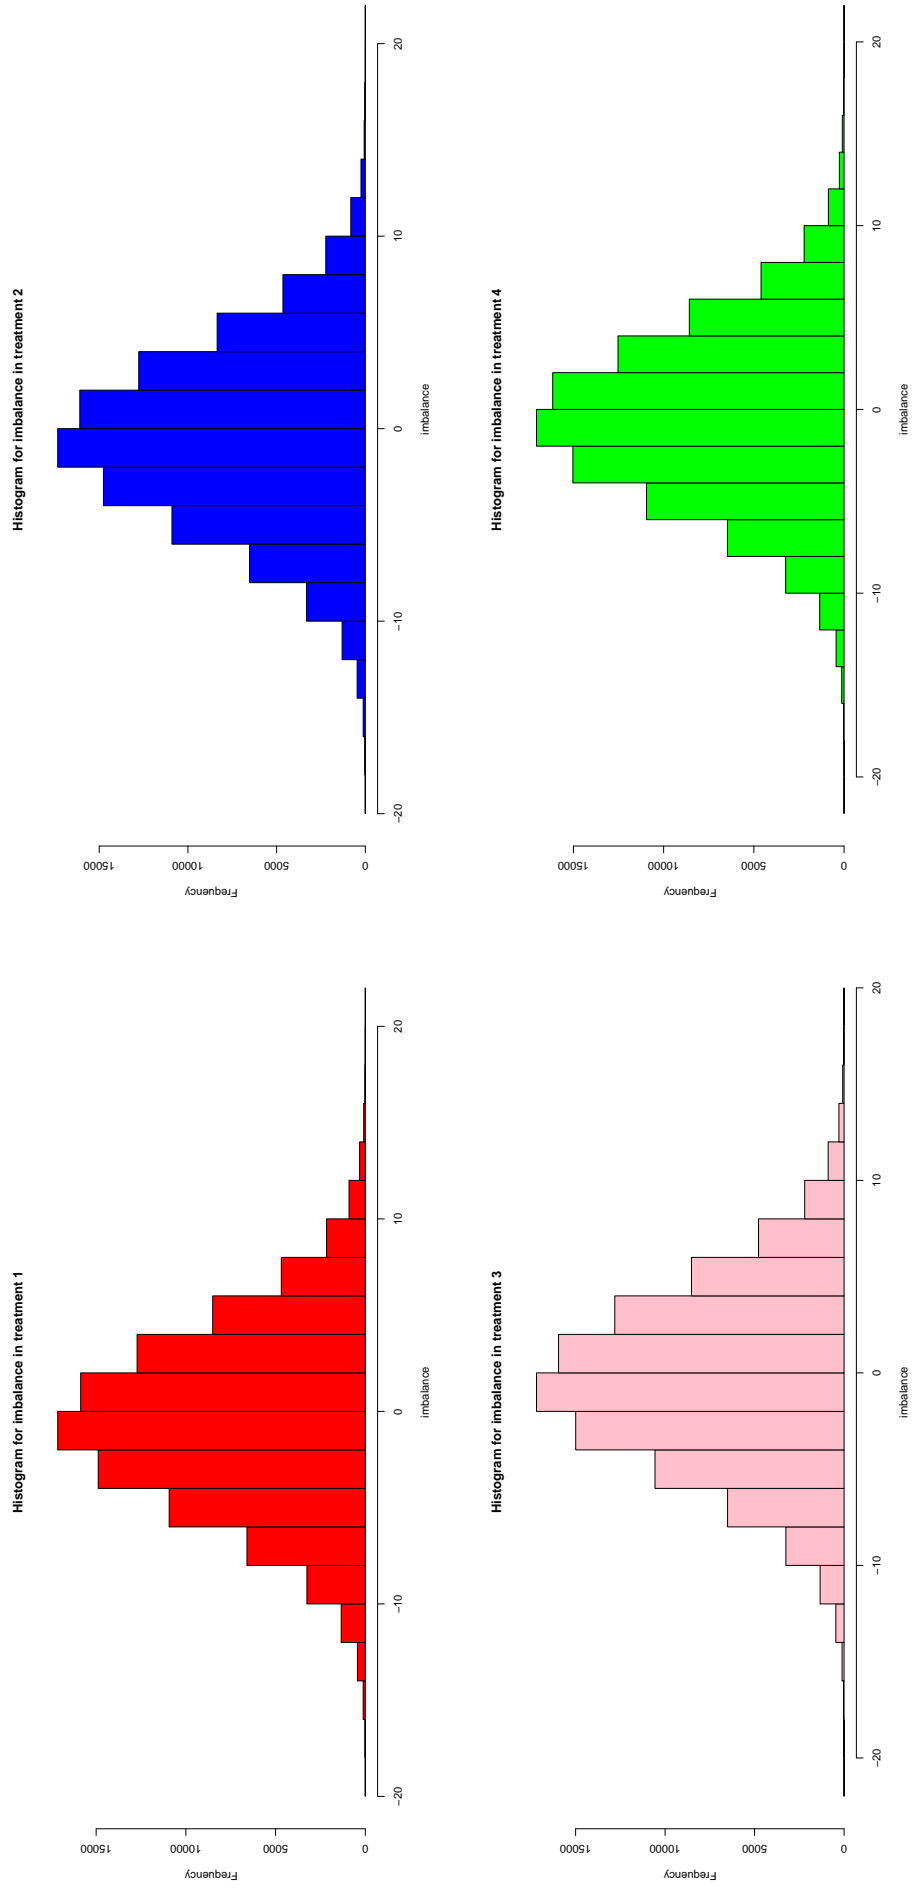 Histogram for imbalance in treatment 1
Frequency
15000
10000
5000
0
−20 −10 0 10 20
imbalance
Histogram for imbalance in treatment 2
Frequency
15000
10000
5000
0
−20 −10 0 10 20
imbalance
Histogram for imbalance in treatment 3
Frequency
15000
10000
5000
0
−20 −10 0 10 20
imbalance
Histogram for imbalance in treatment 4
Frequency
15000
10000
5000
0
−20 −10 0 10 20
imbalance